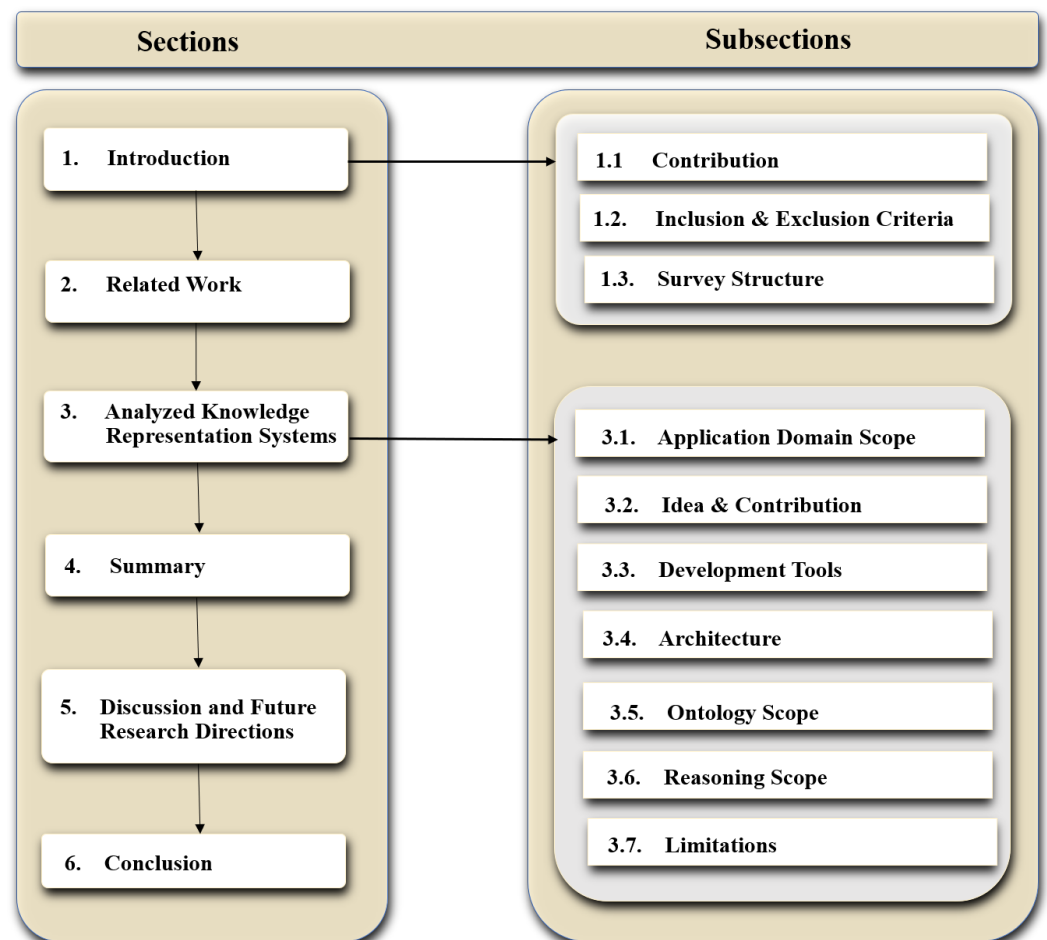 Sections
Subsections
1. Introduction
2. Related Work
3. Analyzed Knowledge
Representation Systems
4. Summary
5. Discussion and Future
Research Directions
6. Conclusion
1.1 Contribution
1.2. Inclusion & Exclusion Criteria
1.3. Survey Structure
3.1. Application Domain Scope
3.2. Idea & Contribution
3.3. Development Tools
3.4. Architecture
3.5. Ontology Scope
3.6. Reasoning Scope
3.7. Limitations